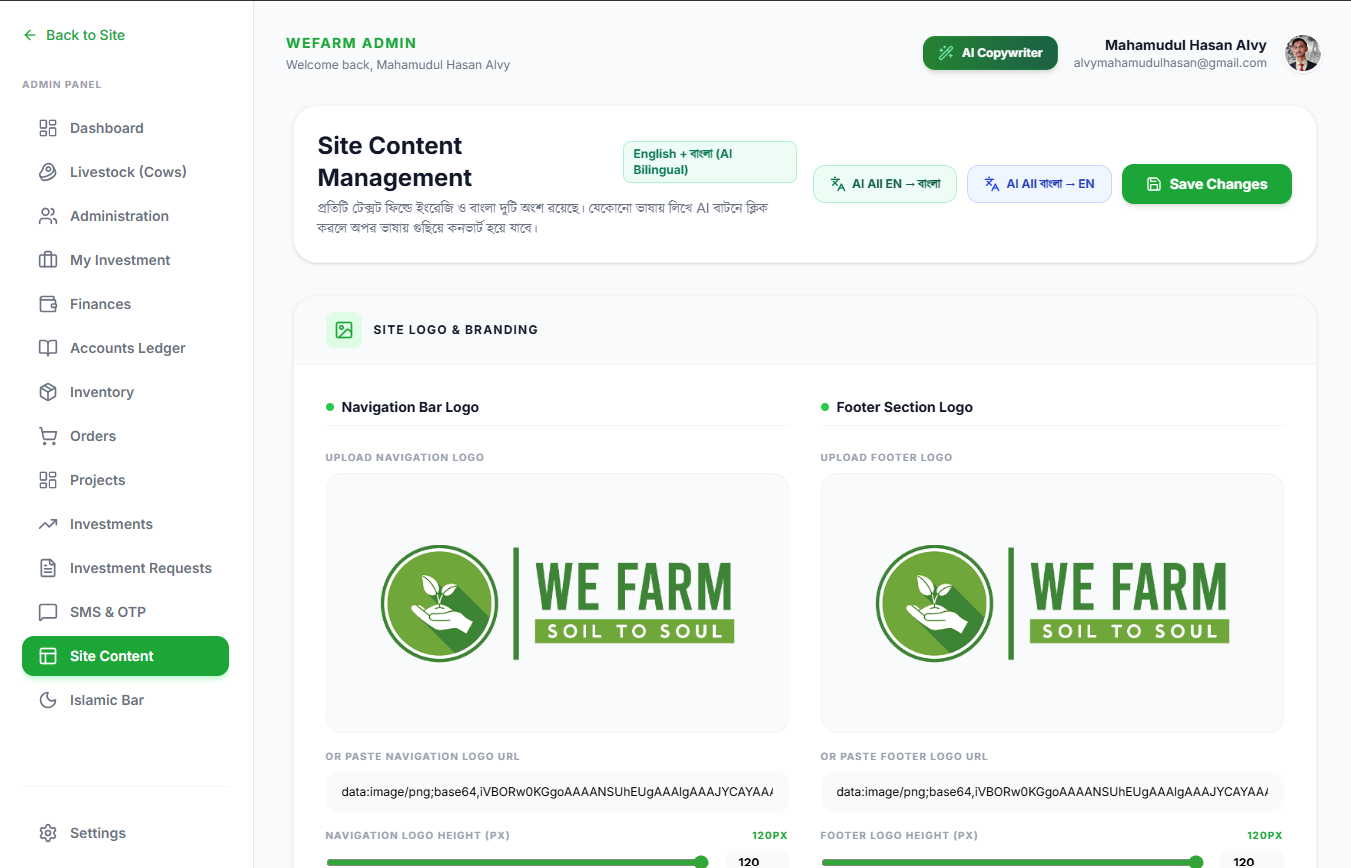 Back to Site
ADMIN PANEL
Dashboard
Livestock (Cows)
Administration
My Investment
Finances
Accounts Ledger
Inventory
Orders
Projects
Investments
Investment Requests
SMS & OTP
Site Content
Islamic Bar
Settings
WEFARM ADMIN
Welcome back, Mahamudul Hasan Alvy
AI Copywriter
Mahamudul Hasan Alvy
alvymahamudulhasan@gmail.com
Site Content
Management
English + বাংলা (AI
Bilingual)
প্রতিটি টেক্সট ফিল্ডে ইংরেজি ও বাংলা দুটি অংশ রয়েছে। যেকোনো ভাষায় লিখে AI বাটনে ক্লিক
করলে অপর ভাষায় গুছিয়ে কনভার্ট হয়ে যাবে।
AI All EN → বাংলা
AI All বাংলা → EN
Save Changes
SITE LOGO & BRANDING
Navigation Bar Logo
UPLOAD NAVIGATION LOGO
WE FARM
SOIL TO SOUL
OR PASTE NAVIGATION LOGO URL
data:image/png;base64,iVBORw0KGgoAAAANSUhEUgAAAlgAAAJYCAYAAA
NAVIGATION LOGO HEIGHT (PX)
120PX
120
Footer Section Logo
UPLOAD FOOTER LOGO
WE FARM
SOIL TO SOUL
OR PASTE FOOTER LOGO URL
data:image/png;base64,iVBORw0KGgoAAAANSUhEUgAAAlgAAAJYCAYAAA
FOOTER LOGO HEIGHT (PX)
120PX
120